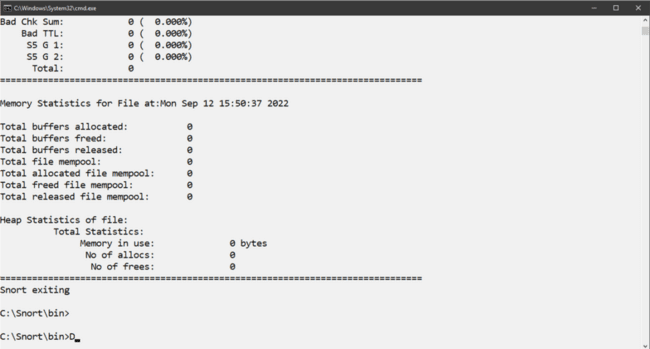 C:\Windows\System32\cmd.exe
Bad Chk Sum: 0 ( 0.000%)
Bad TTL: 0 ( 0.000%)
S5 G 1: 0 ( 0.000%)
S5 G 2: 0 ( 0.000%)
Total: 0
===============================================================================
Memory Statistics for File at:Mon Sep 12 15:50:37 2022
Total buffers allocated: 0
Total buffers freed: 0
Total buffers released: 0
Total file mempool: 0
Total allocated file mempool: 0
Total freed file mempool: 0
Total released file mempool: 0
Heap Statistics of file:
Total Statistics:
Memory in use: 0 bytes
No of allocs: 0
No of frees: 0
===============================================================================
Snort exiting
C:\Snort\bin>
C:\Snort\bin>D_